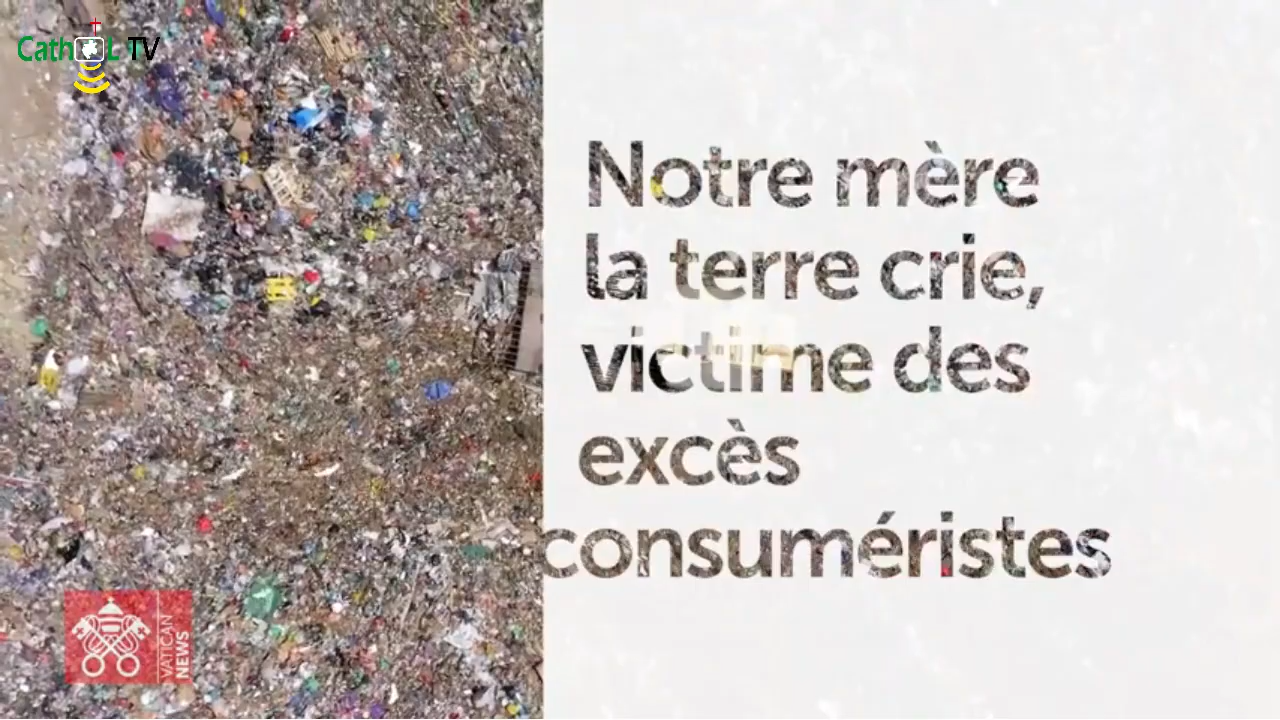 CathoL TV
Notre mère
la terre crie,
victime des
excès
consuméristes
VATICAN
NEWS